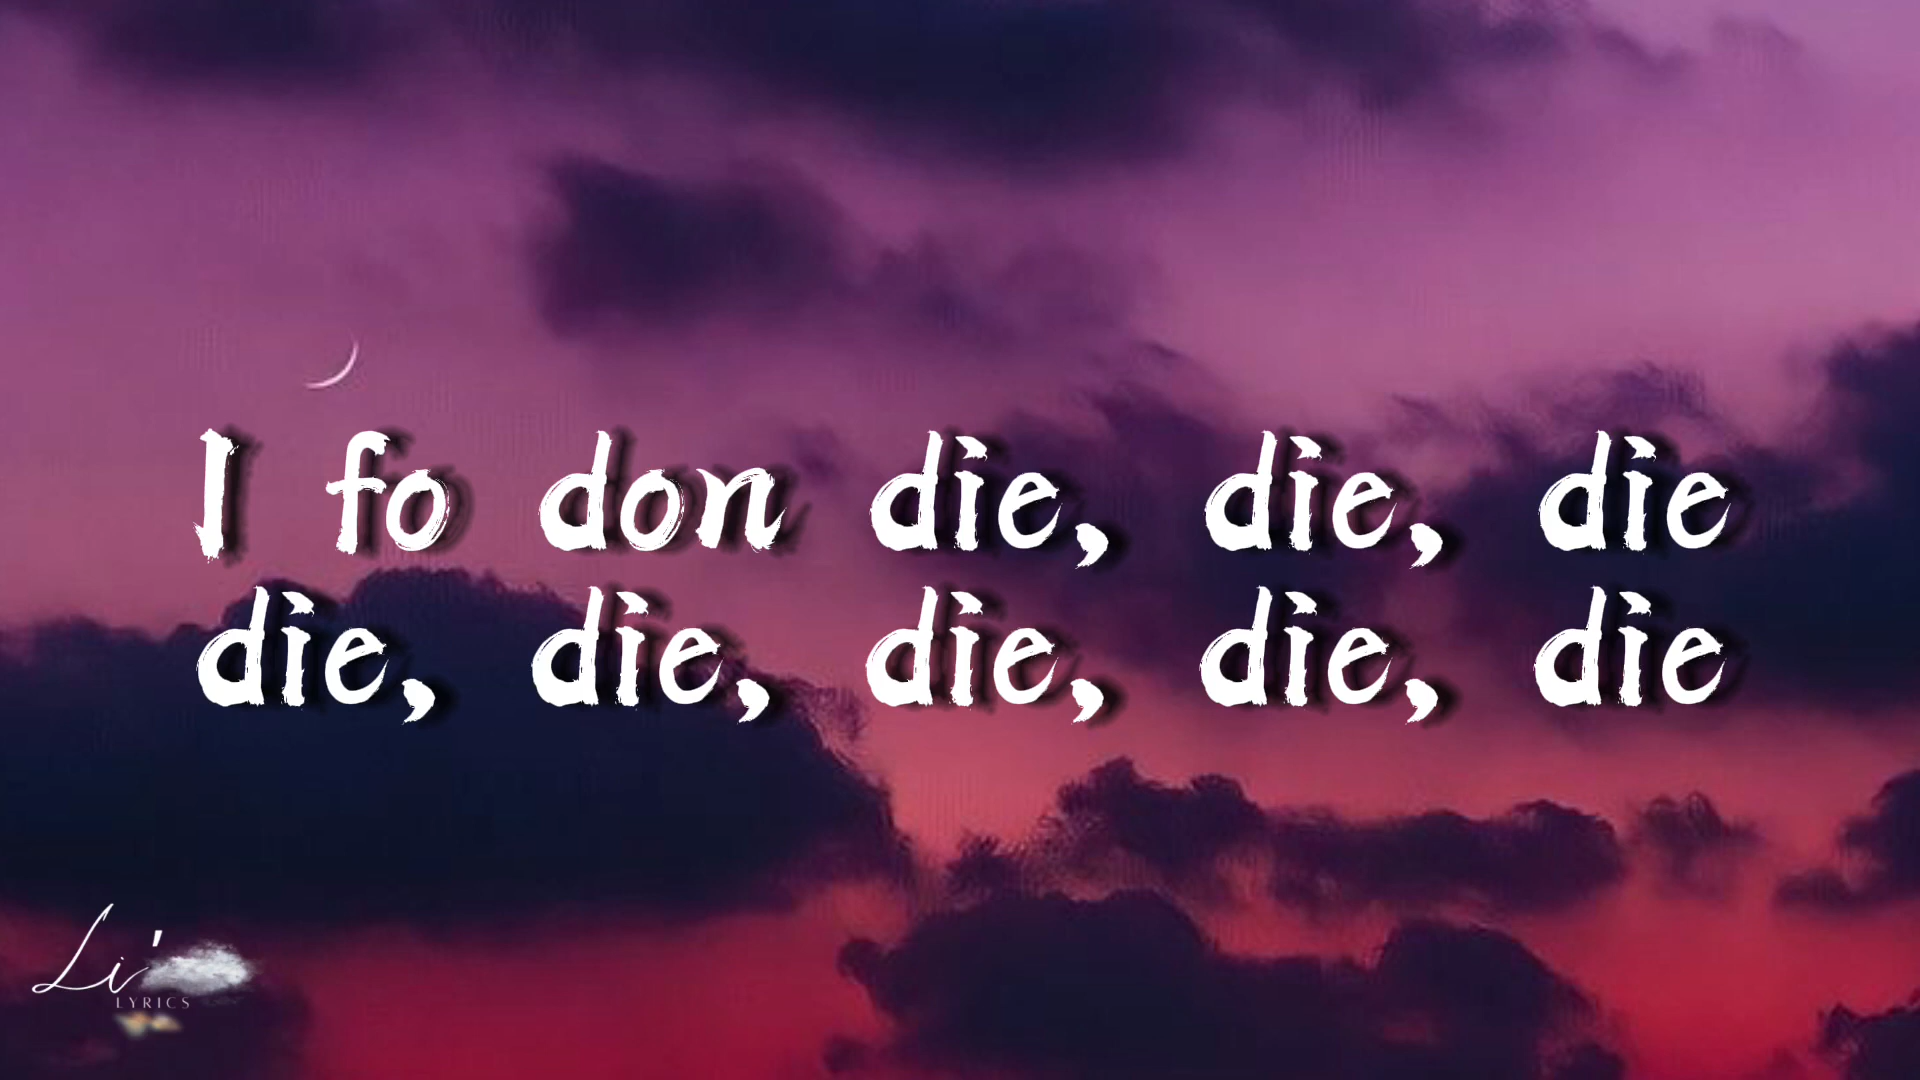 I fo don die, die, die
die, die, die, die, die
Li'
LYRICS